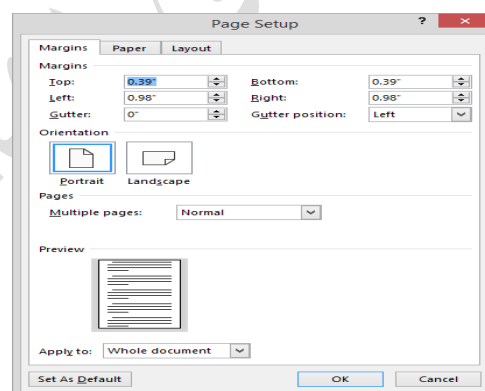 Page Setup ? ×
Margins Paper Layout
Margins
Top: 0.39" Bottom: 0.39"
Left: 0.98" Right: 0.98"
Gutter: 0" Gutter position: Left
Orientation
Portrait Landscape
Pages
Multiple pages: Normal
Preview
Apply to: Whole document
Set As Default OK Cancel